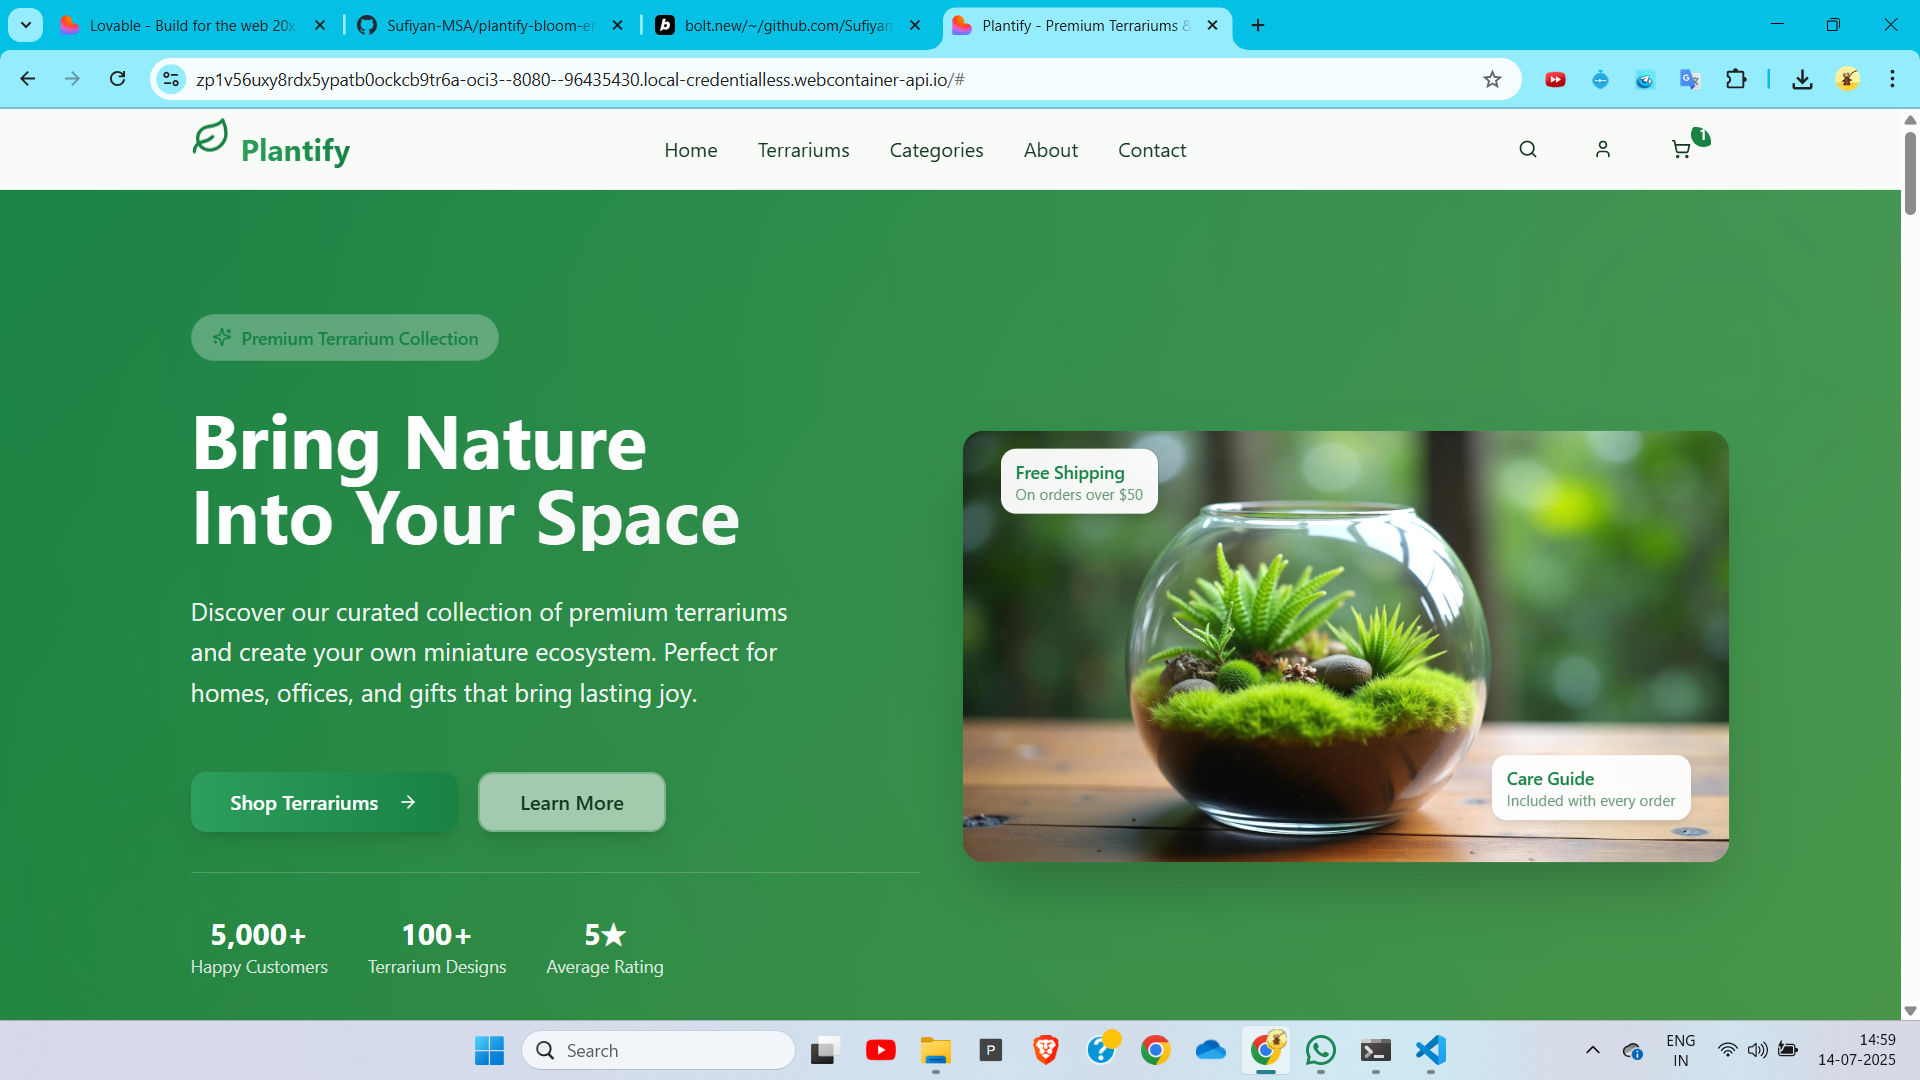 Lovable - Build for the web 20x
Sufiyan-MSA/plantify-bloom-er
bolt.new/~/github.com/Sufiyan
Plantify - Premium Terrariums &
zp1v56uxy8rdx5ypatb0ockcb9tr6a-oci3--8080--96435430.local-credentialless.webcontainer-api.io/#
Plantify
Home
Terrariums
Categories
About
Contact
1
Premium Terrarium Collection
Bring Nature
Into Your Space
Discover our curated collection of premium terrariums
and create your own miniature ecosystem. Perfect for
homes, offices, and gifts that bring lasting joy.
Shop Terrariums
Learn More
5,000+
Happy Customers
100+
Terrarium Designs
5★
Average Rating
Free Shipping
On orders over $50
Care Guide
Included with every order
Search
ENG
IN
14:59
14-07-2025